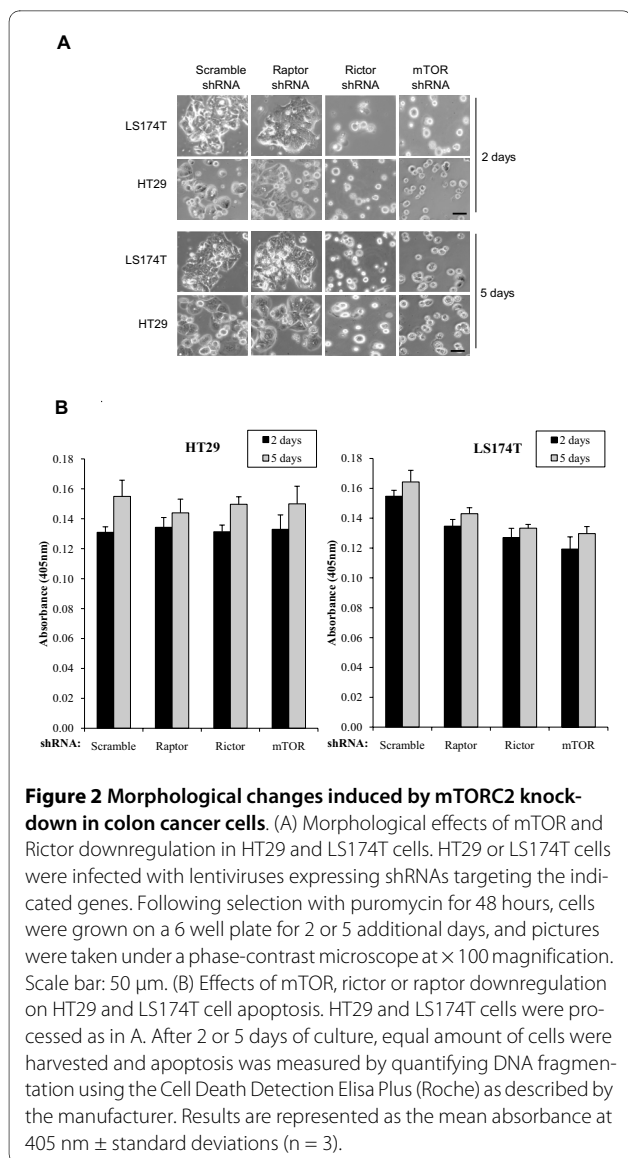 A
Scramble shRNA
Raptor shRNA
Rictor shRNA
mTOR shRNA
LS174T
HT29
2 days
LS174T
HT29
5 days
B
HT29
2 days
5 days
Absorbance (405nm)
0.18
0.16
0.14
0.12
0.10
0.08
0.06
0.04
0.02
0.00
shRNA:
Scramble Raptor Rictor mTOR
LS174T
2 days
5 days
Absorbance (405nm)
0.18
0.16
0.14
0.12
0.10
0.08
0.06
0.04
0.02
0.00
shRNA:
Scramble Raptor Rictor mTOR
Figure 2 Morphological changes induced by mTORC2 knock-
down in colon cancer cells. (A) Morphological effects of mTOR and
Rictor downregulation in HT29 and LS174T cells. HT29 or LS174T cells
were infected with lentiviruses expressing shRNAs targeting the indi-
cated genes. Following selection with puromycin for 48 hours, cells
were grown on a 6 well plate for 2 or 5 additional days, and pictures
were taken under a phase-contrast microscope at × 100 magnification.
Scale bar: 50 μm. (B) Effects of mTOR, rictor or raptor downregulation
on HT29 and LS174T cell apoptosis. HT29 and LS174T cells were pro-
cessed as in A. After 2 or 5 days of culture, equal amount of cells were
harvested and apoptosis was measured by quantifying DNA fragmen-
tation using the Cell Death Detection Elisa Plus (Roche) as described by
the manufacturer. Results are represented as the mean absorbance at
405 nm ± standard deviations (n = 3).